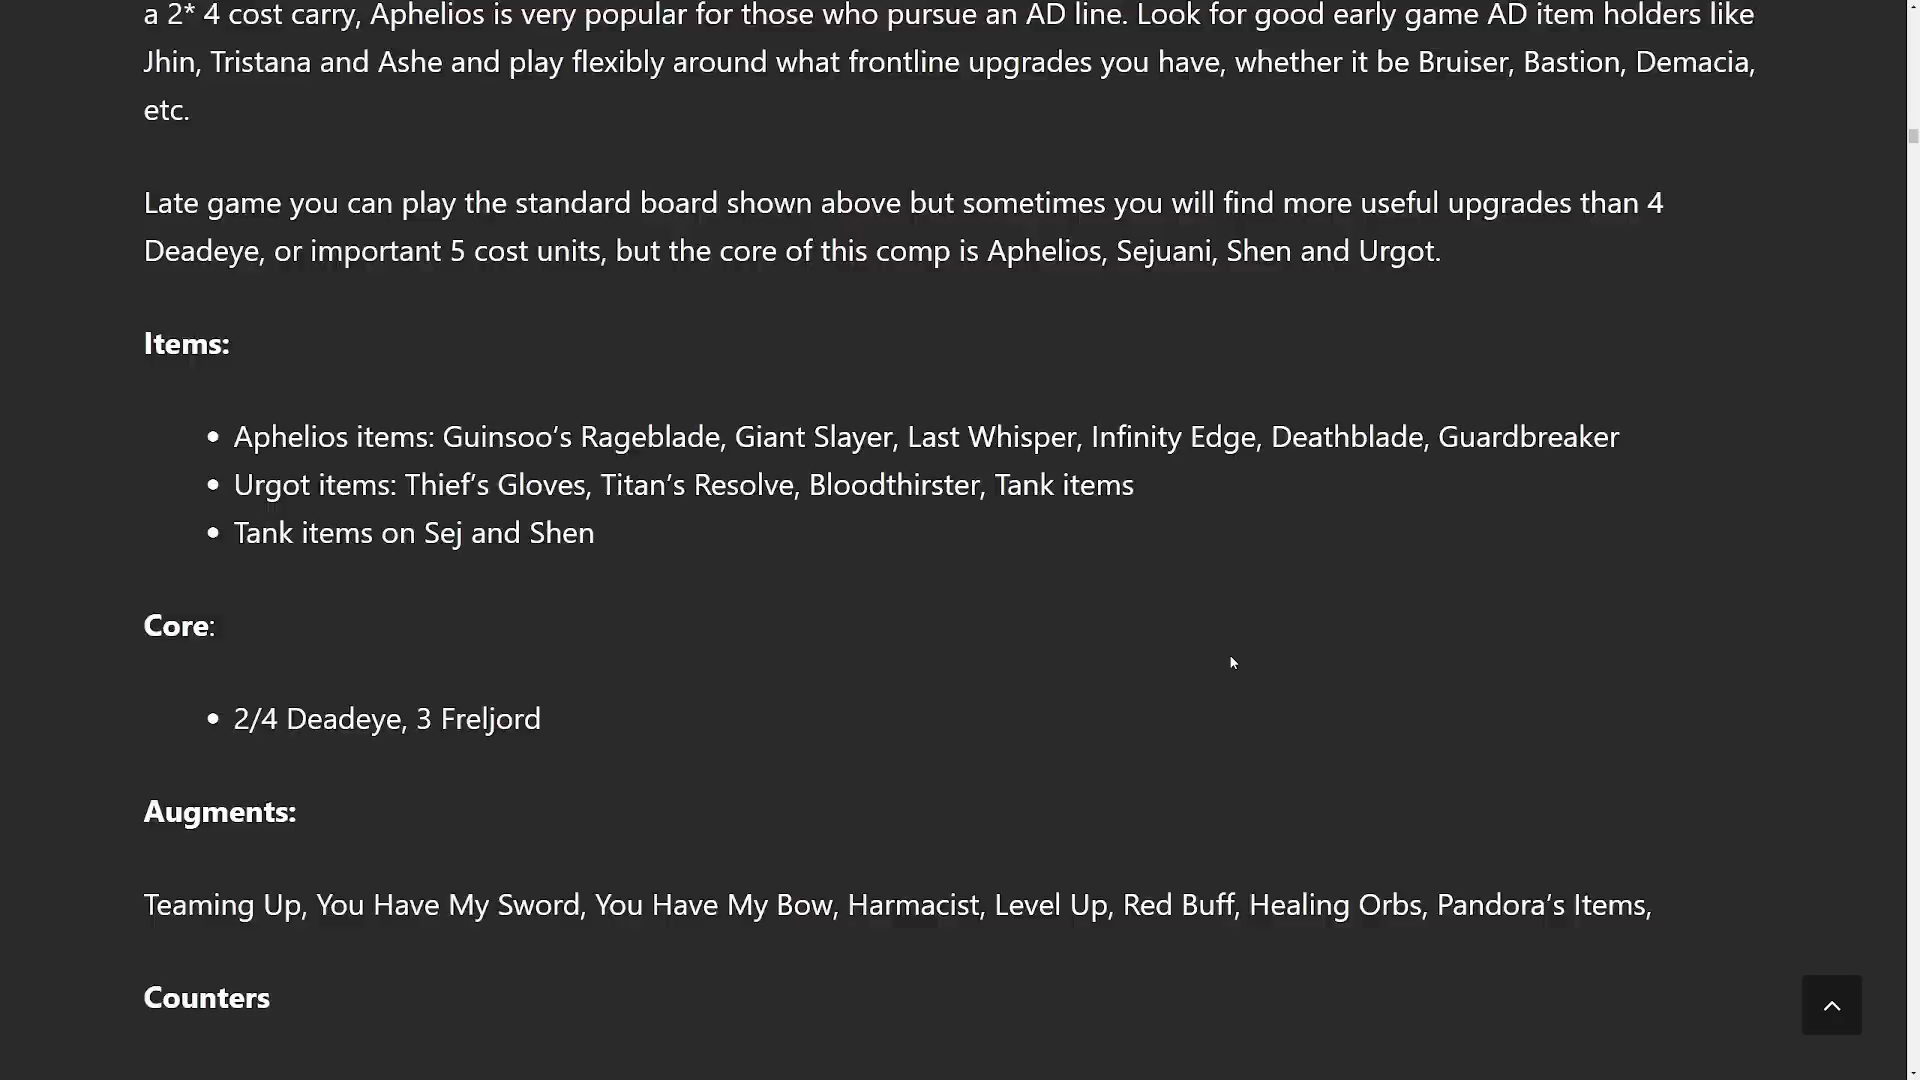 a 2* 4 cost carry, Aphelios is very popular for those who pursue an AD line. Look for good early game AD item holders like
Jhin, Tristana and Ashe and play flexibly around what frontline upgrades you have, whether it be Bruiser, Bastion, Demacia,
etc.
Late game you can play the standard board shown above but sometimes you will find more useful upgrades than 4
Deadeye, or important 5 cost units, but the core of this comp is Aphelios, Sejuani, Shen and Urgot.
Items:
• Aphelios items: Guinsoo’s Rageblade, Giant Slayer, Last Whisper, Infinity Edge, Deathblade, Guardbreaker
• Urgot items: Thief’s Gloves, Titan’s Resolve, Bloodthirster, Tank items
• Tank items on Sej and Shen
Core:
• 2/4 Deadeye, 3 Freljord
Augments:
Teaming Up, You Have My Sword, You Have My Bow, Harmacist, Level Up, Red Buff, Healing Orbs, Pandora’s Items,
Counters